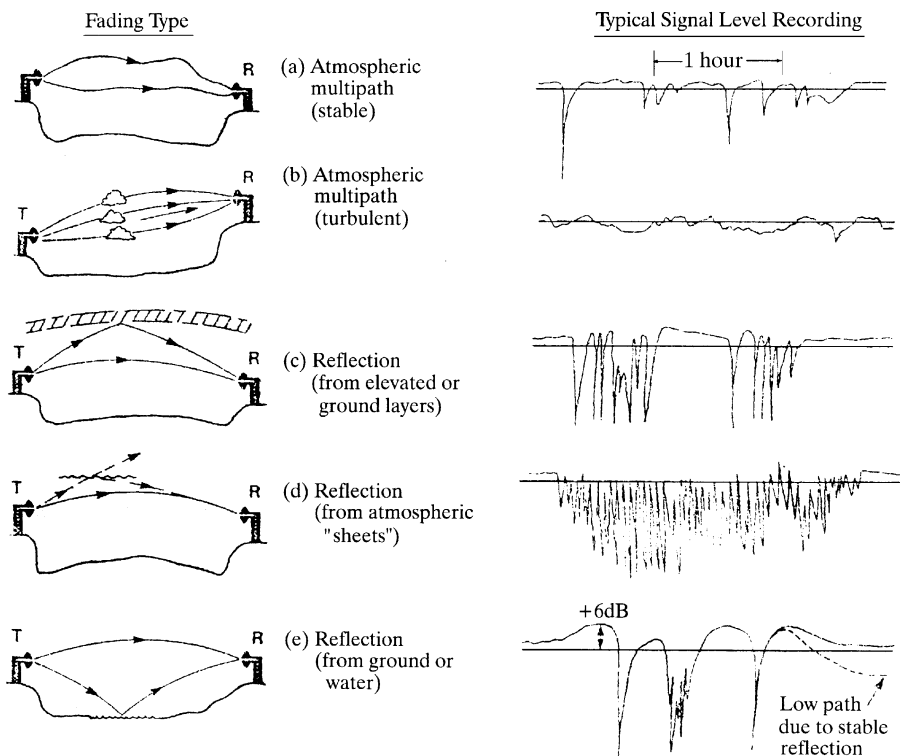 Fading Type
Typical Signal Level Recording
R
(a) Atmospheric
multipath
(stable)
1 hour
T
R
(b) Atmospheric
multipath
(turbulent)
T
R
(c) Reflection
(from elevated or
ground layers)
T
R
(d) Reflection
(from atmospheric
"sheets")
T
R
(e) Reflection
(from ground or
water)
+6dB
Low path
due to stable
reflection